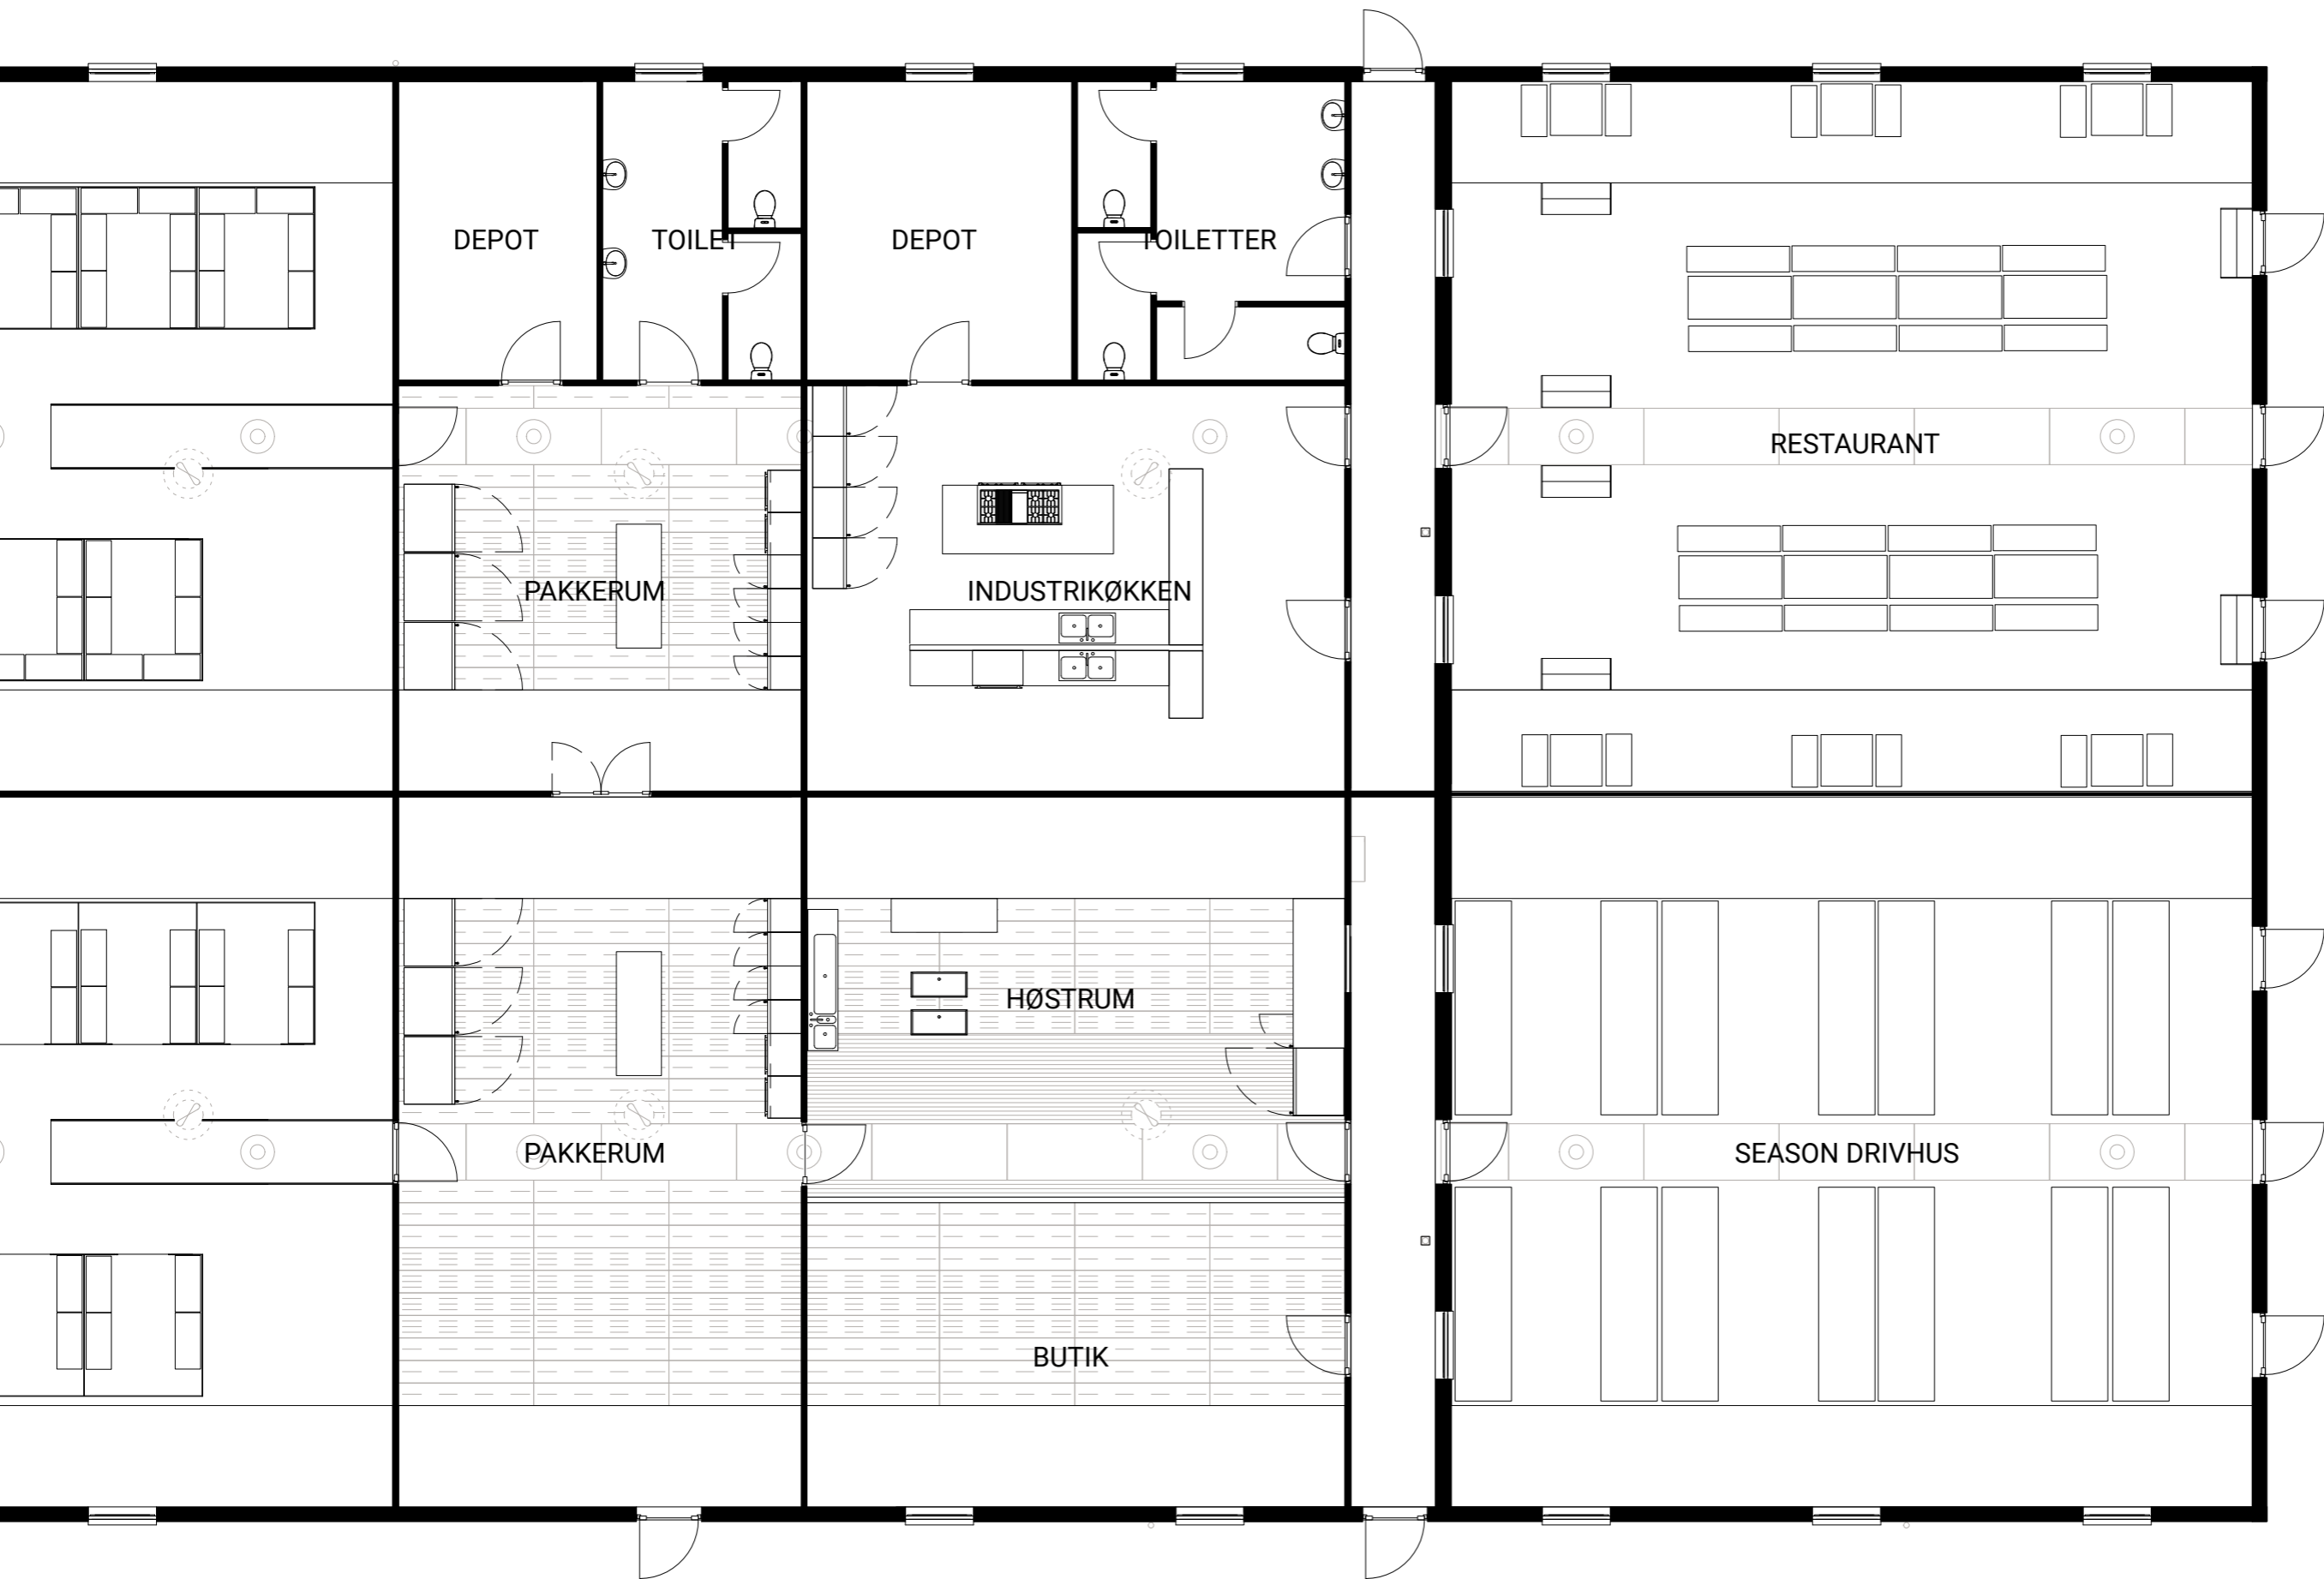 DEPOT
TOILET
DEPOT
TOILETTER
RESTAURANT
PAKKERUM
INDUSTRIKØKKEN
HØSTRUM
PAKKERUM
SEASON DRIVHUS
BUTIK